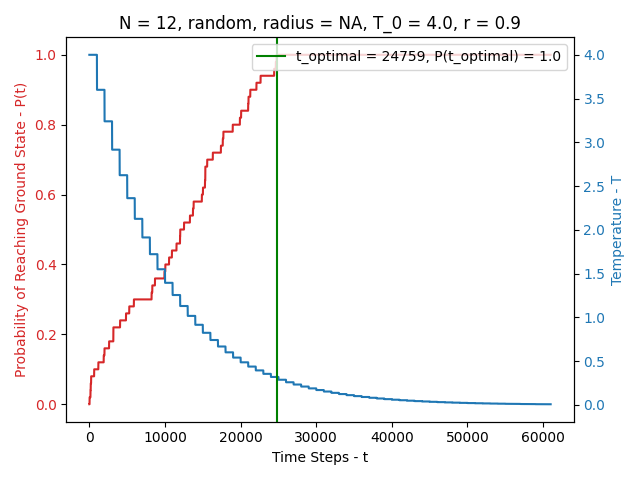 N = 12, random, radius = NA, T_0 = 4.0, r = 0.9
t_optimal = 24759, P(t_optimal) = 1.0
Probability of Reaching Ground State - P(t)
1.0
0.8
0.6
0.4
0.2
0.0
4.0
3.5
3.0
2.5
2.0
1.5
1.0
0.5
0.0
Temperature - T
0 10000 20000 30000 40000 50000 60000
Time Steps - t